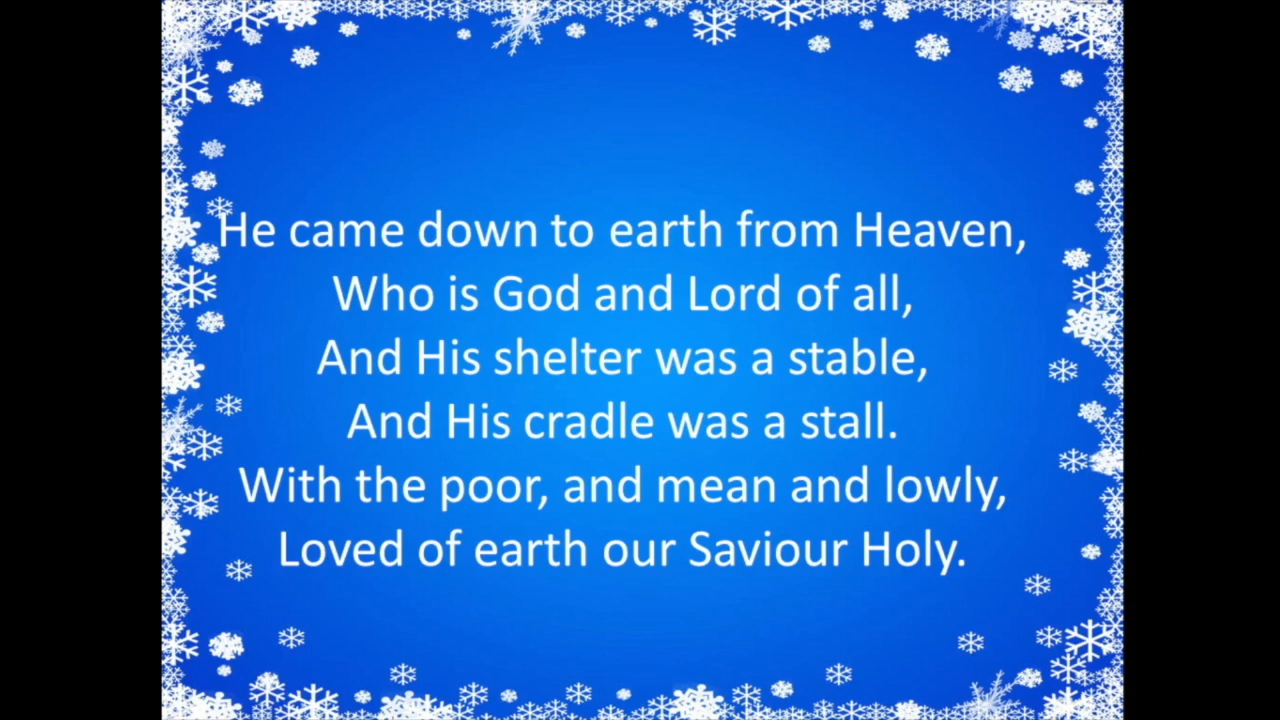 He came down to earth from Heaven,
Who is God and Lord of all,
And His shelter was a stable,
And His cradle was a stall.
With the poor, and mean and lowly,
Loved of earth our Saviour Holy.